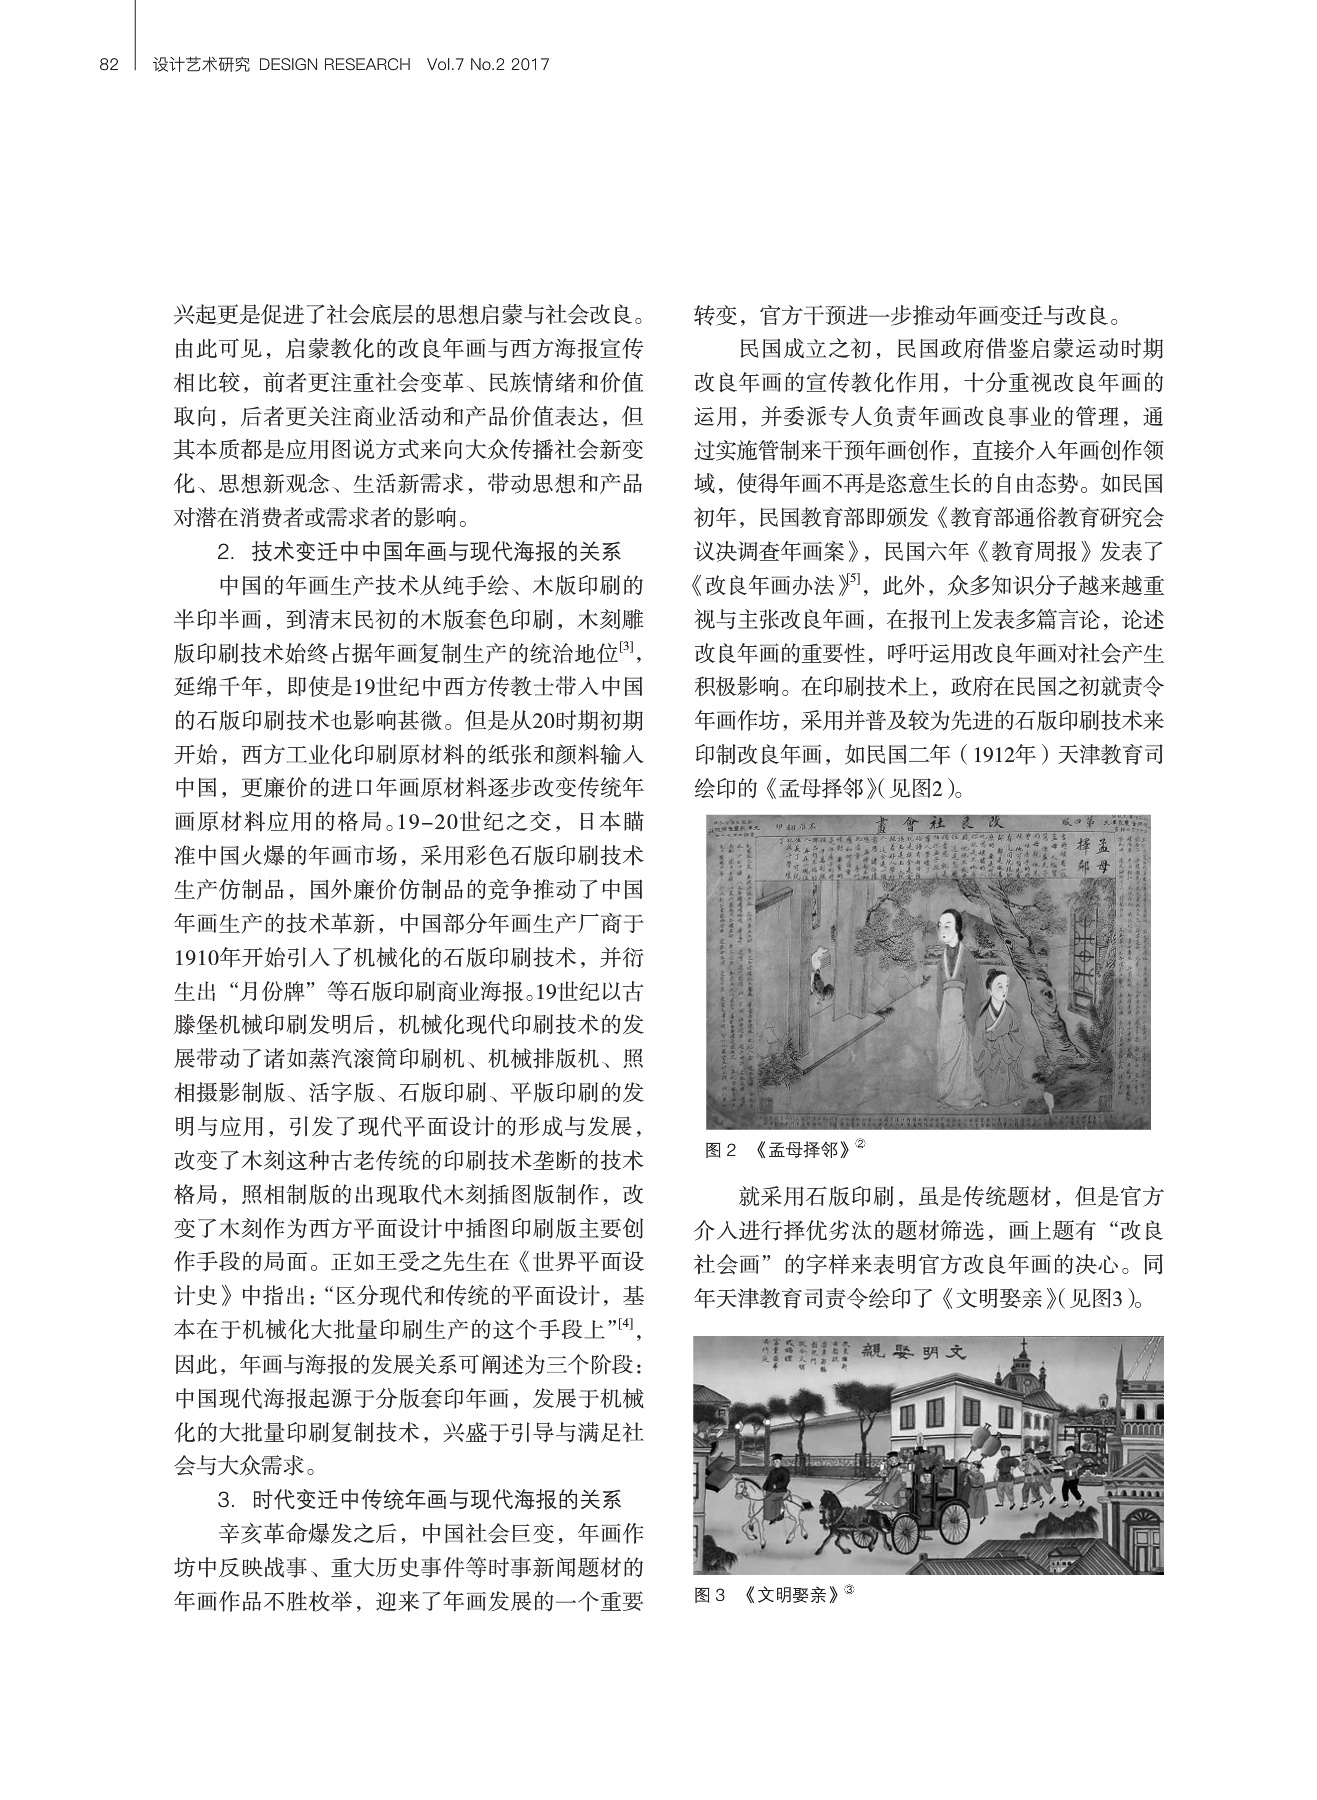 82
设计艺术研究 DESIGN RESEARCH Vol.7 No.2 2017
兴起更是促进了社会底层的思想启蒙与社会改良。
由此可见，启蒙教化的改良年画与西方海报宣传
相比较，前者更注重社会变革、民族情绪和价值
取向，后者更关注商业活动和产品价值表达，但
其本质都是应用图说方式来向大众传播社会新变
化、思想新观念、生活新需求，带动思想和产品
对潜在消费者或需求者的影响。
2. 技术变迁中中国年画与现代海报的关系
中国的年画生产技术从纯手绘、木版印刷的
半印半画，到清末民初的木版套色印刷，木刻雕
版印刷技术始终占据年画复制生产的统治地位[3]，
延绵千年，即使是19世纪中西方传教士带入中国
的石版印刷技术也影响甚微。但是从20时期初期
开始，西方工业化印刷原材料的纸张和颜料输入
中国，更廉价的进口年画原材料逐步改变传统年
画原材料应用的格局。19–20世纪之交，日本瞄
准中国火爆的年画市场，采用彩色石版印刷技术
生产仿制品，国外廉价仿制品的竞争推动了中国
年画生产的技术革新，中国部分年画生产厂商于
1910年开始引入了机械化的石版印刷技术，并衍
生出“月份牌”等石版印刷商业海报。19世纪以古
滕堡机械印刷发明后，机械化现代印刷技术的发
展带动了诸如蒸汽滚筒印刷机、机械排版机、照
相摄影制版、活字版、石版印刷、平版印刷的发
明与应用，引发了现代平面设计的形成与发展，
改变了木刻这种古老传统的印刷技术垄断的技术
格局，照相制版的出现取代木刻插图版制作，改
变了木刻作为西方平面设计中插图印刷版主要创
作手段的局面。正如王受之先生在《世界平面设
计史》中指出：“区分现代和传统的平面设计，基
本在于机械化大批量印刷生产的这个手段上”[4]，
因此，年画与海报的发展关系可阐述为三个阶段：
中国现代海报起源于分版套印年画，发展于机械
化的大批量印刷复制技术，兴盛于引导与满足社
会与大众需求。
3. 时代变迁中传统年画与现代海报的关系
辛亥革命爆发之后，中国社会巨变，年画作
坊中反映战事、重大历史事件等时事新闻题材的
年画作品不胜枚举，迎来了年画发展的一个重要
转变，官方干预进一步推动年画变迁与改良。
民国成立之初，民国政府借鉴启蒙运动时期
改良年画的宣传教化作用，十分重视改良年画的
运用，并委派专人负责年画改良事业的管理，通
过实施管制来干预年画创作，直接介入年画创作领
域，使得年画不再是恣意生长的自由态势。如民国
初年，民国教育部即颁发《教育部通俗教育研究会
议决调查年画案》，民国六年《教育周报》发表了
《改良年画办法》[5]，此外，众多知识分子越来越重
视与主张改良年画，在报刊上发表多篇言论，论述
改良年画的重要性，呼吁运用改良年画对社会产生
积极影响。在印刷技术上，政府在民国之初就责令
年画作坊，采用并普及较为先进的石版印刷技术来
印制改良年画，如民国二年（1912年）天津教育司
绘印的《孟母择邻》（见图2）。
畫會社良改
版四第
孟母
擇鄰
图 2 《孟母择邻》②
就采用石版印刷，虽是传统题材，但是官方
介入进行择优劣汰的题材筛选，画上题有“改良
社会画”的字样来表明官方改良年画的决心。同
年天津教育司责令绘印了《文明娶亲》（见图3）。
親娶明文
图 3 《文明娶亲》③